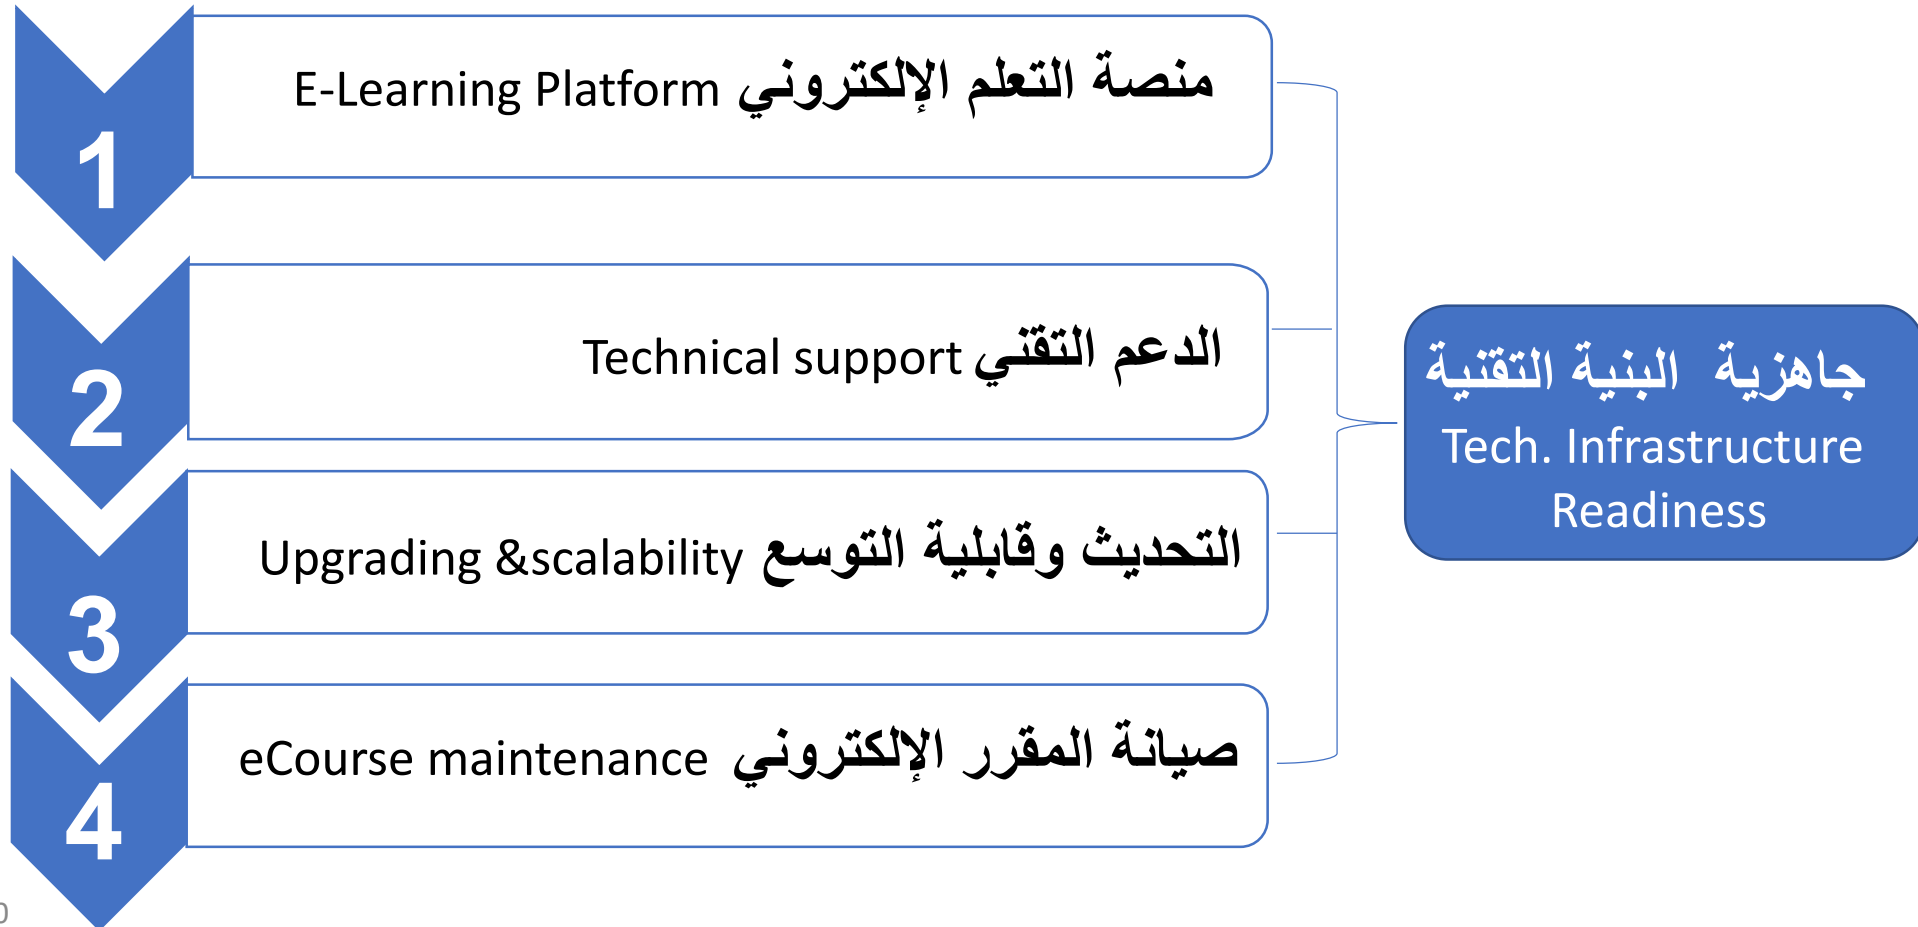 1
منصة التعلم الإلكتروني E-Learning Platform
2
الدعم التقني Technical support
3
التحديث وقابلية التوسع Upgrading &scalability
4
صيانة المقرر الإلكتروني eCourse maintenance
جاهزية البنية التقنية
Tech. Infrastructure
Readiness